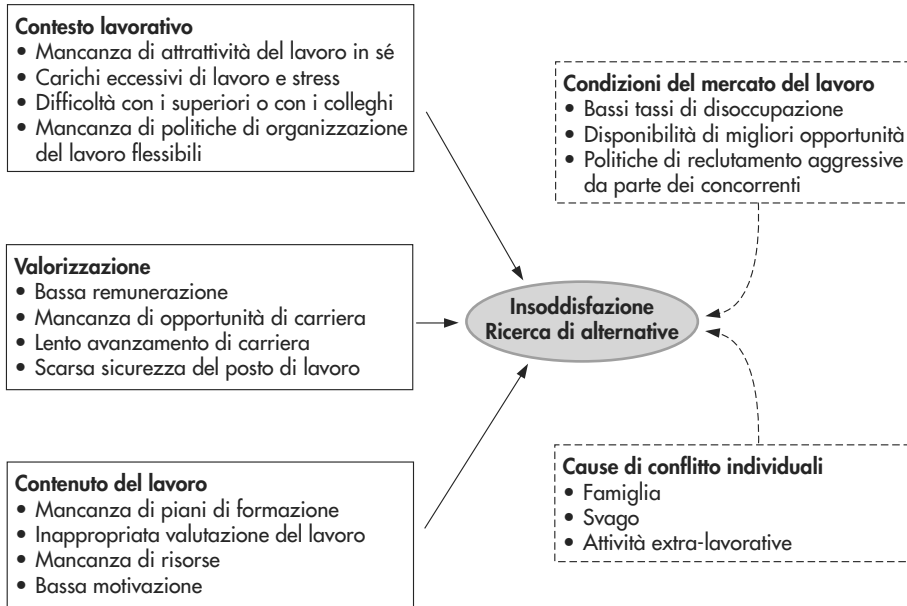 Contesto lavorativo
• Mancanza di attrattività del lavoro in sé
• Carichi eccessivi di lavoro e stress
• Difficoltà con i superiori o con i colleghi
• Mancanza di politiche di organizzazione
del lavoro flessibili
Condizioni del mercato del lavoro
• Bassi tassi di disoccupazione
• Disponibilità di migliori opportunità
• Politiche di reclutamento aggressive
da parte dei concorrenti
Valorizzazione
• Bassa remunerazione
• Mancanza di opportunità di carriera
• Lento avanzamento di carriera
• Scarsa sicurezza del posto di lavoro
Insoddisfazione
Ricerca di alternative
Contenuto del lavoro
• Mancanza di piani di formazione
• Inappropriata valutazione del lavoro
• Mancanza di risorse
• Bassa motivazione
Cause di conflitto individuali
• Famiglia
• Svago
• Attività extra-lavorative